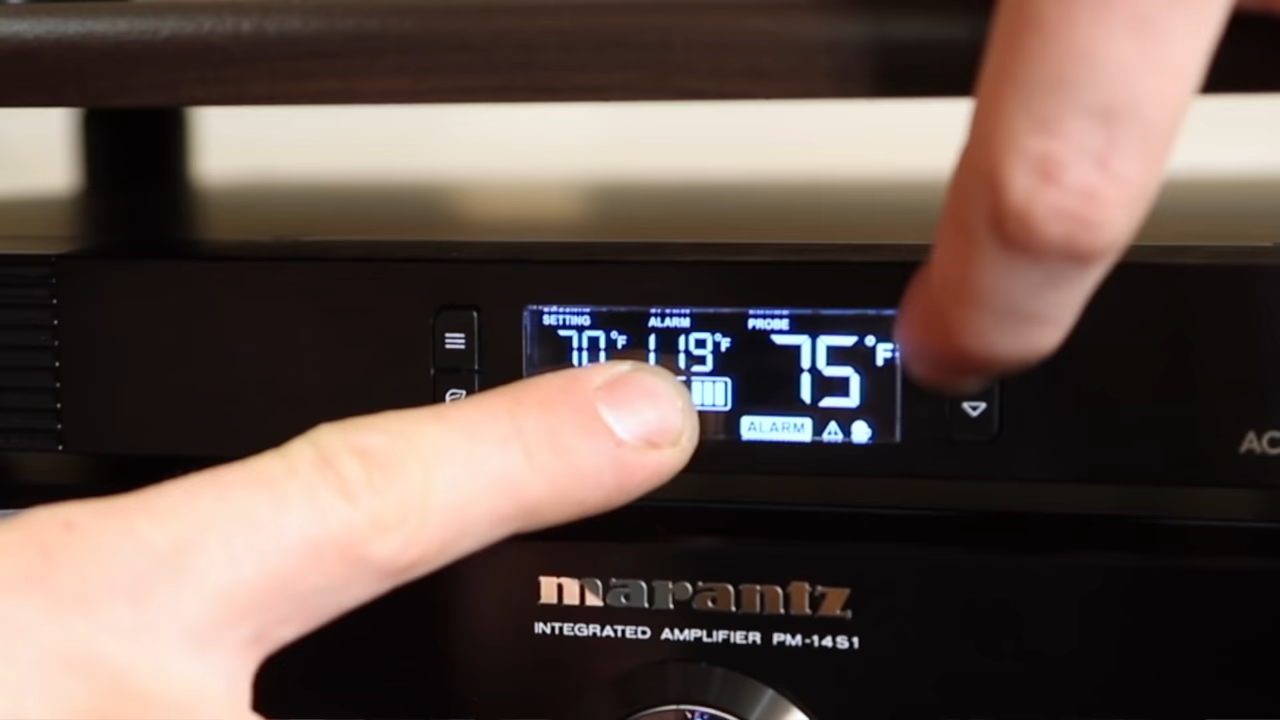 SETTING ALARM PROBE
70°F 119°F 75°F
ALARM
AC
marantz
INTEGRATED AMPLIFIER PM-14S1